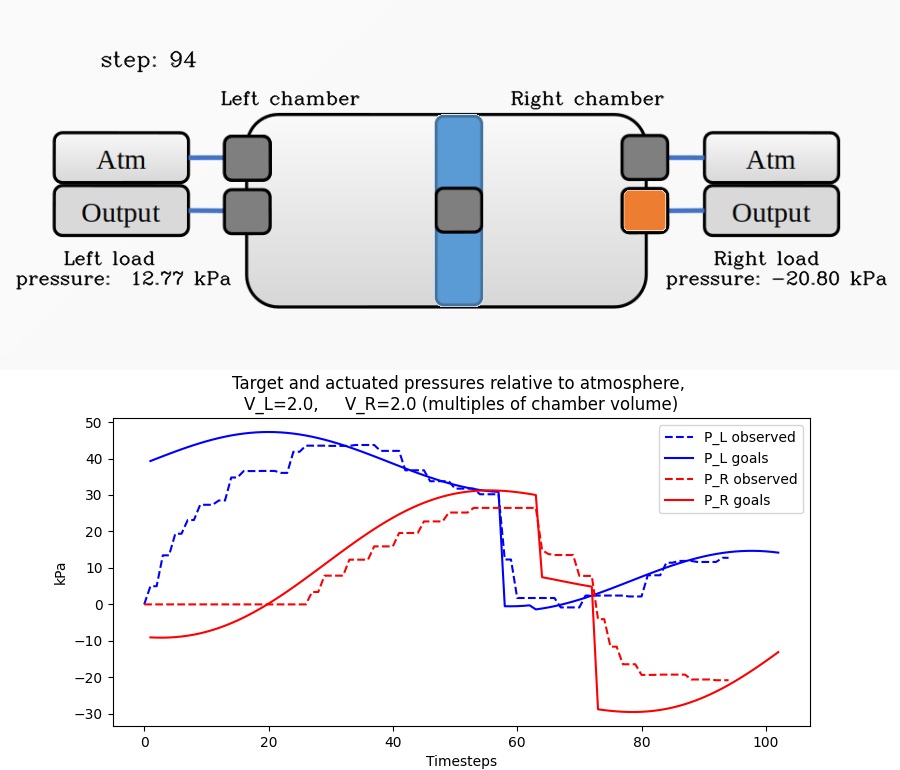 step: 94
Left chamber
Right chamber
Atm
Atm
Output
Output
Left load
pressure:  12.77 kPa
Right load
pressure: −20.80 kPa
Target and actuated pressures relative to atmosphere,
V_L=2.0,     V_R=2.0 (multiples of chamber volume)
P_L observed
P_L goals
P_R observed
P_R goals
kPa
50
40
30
20
10
0
−10
−20
−30
0
20
40
60
80
100
Timesteps